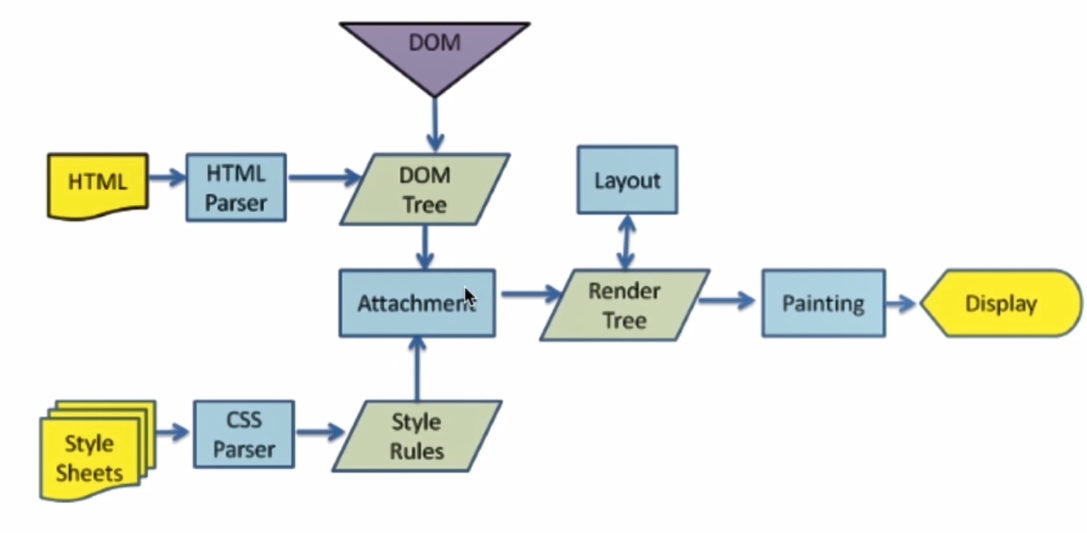 DOM
HTML
HTML
Parser
DOM
Tree
Layout
Attachment
Render
Tree
Painting
Display
Style
Sheets
CSS
Parser
Style
Rules